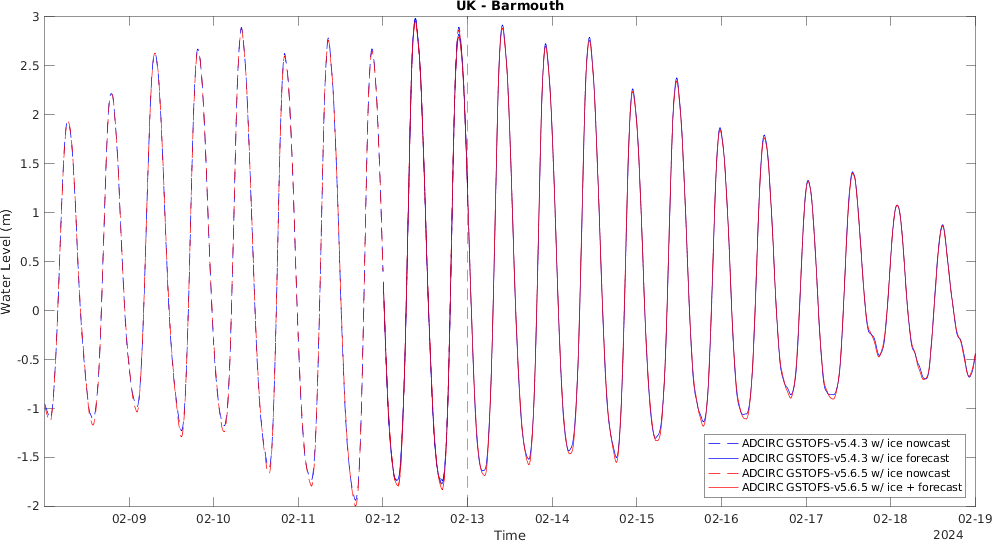 UK - Barmouth
3
2.5
2
1.5
1
0.5
0
-0.5
-1
-1.5
-2
Water Level (m)
ADCIRC GSTOFS-v5.4.3 w/ ice nowcast
ADCIRC GSTOFS-v5.4.3 w/ ice forecast
ADCIRC GSTOFS-v5.6.5 w/ ice nowcast
ADCIRC GSTOFS-v5.6.5 w/ ice + forecast
02-09 02-10 02-11 02-12 02-13 02-14 02-15 02-16 02-17 02-18 02-19
Time
2024